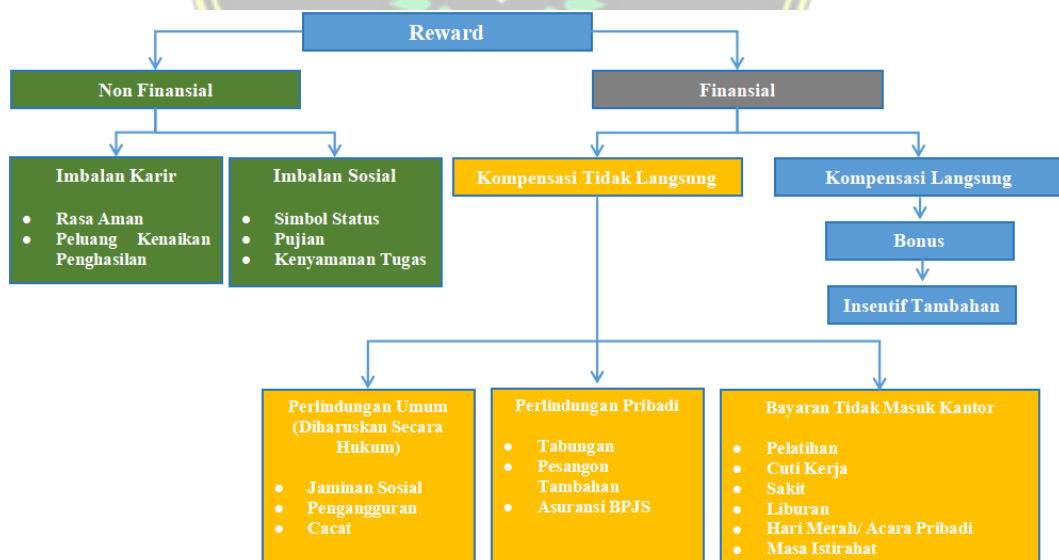 Reward
Non Finansial
Finansial
Imbalan Karir
● Rasa Aman
● Peluang Kenaikan
Penghasilan
Imbalan Sosial
● Simbol Status
● Pujian
● Kenyamanan Tugas
Kompensasi Tidak Langsung
Kompensasi Langsung
Bonus
Insentif Tambahan
Perlindungan Umum
(Diharuskan Secara
Hukum)
● Jaminan Sosial
● Pengangguran
● Cacat
Perlindungan Pribadi
● Tabungan
● Pesangon
Tambahan
● Asuransi BPJS
Bayaran Tidak Masuk Kantor
● Pelatihan
● Cuti Kerja
● Sakit
● Liburan
● Hari Merah/ Acara Pribadi
● Masa Istirahat